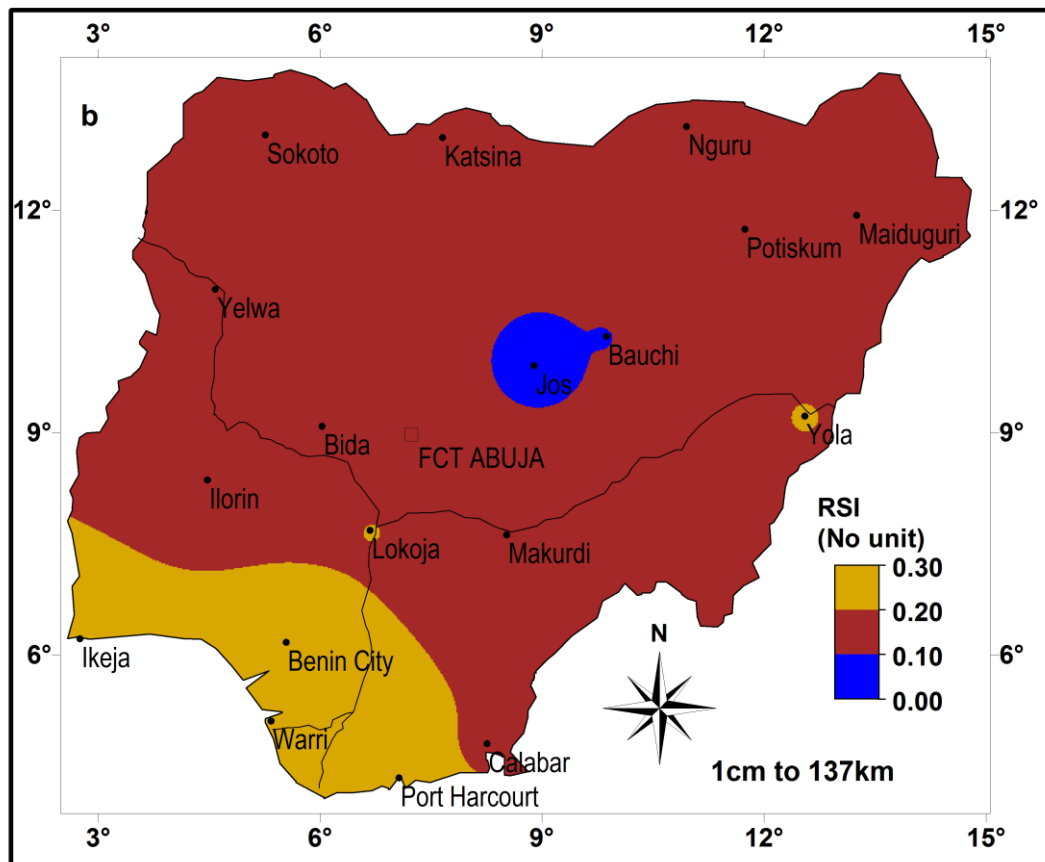 3° 6° 9° 12° 15°
b
Sokoto
Katsina
Nguru
12° 12°
Maiduguri
Potiskum
Yelwa
Bauchi
Jos
9° 9°
Yola
Bida
FCT ABUJA
Ilorin
RSI
(No unit)
Lokoja
Makurdi
0.30
0.20
N
Ikeja
Benin City
6° 6°
0.10
0.00
Warri
Calabar
1cm to 137km
Port Harcourt
3° 6° 9° 12° 15°